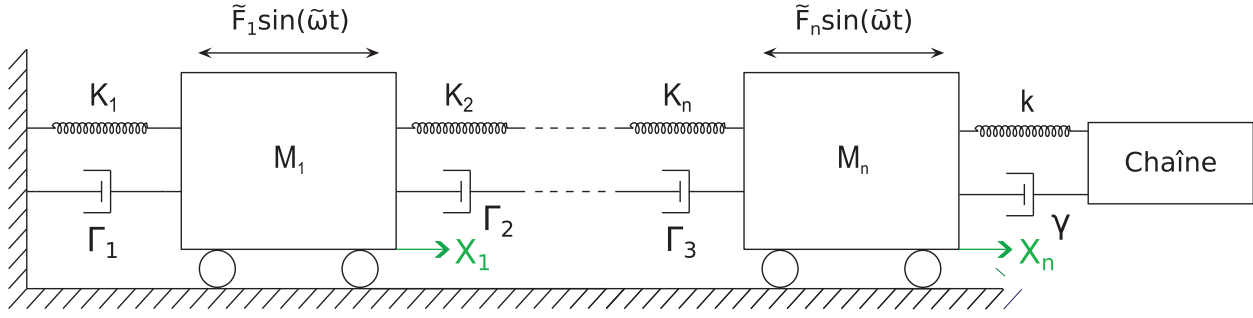 F̃₁sin(ω̃t)
F̃ₙsin(ω̃t)
K₁
K₂
Kₙ
k
M₁
Mₙ
Chaîne
Γ₁
Γ₂
Γ₃
γ
X₁
Xₙ